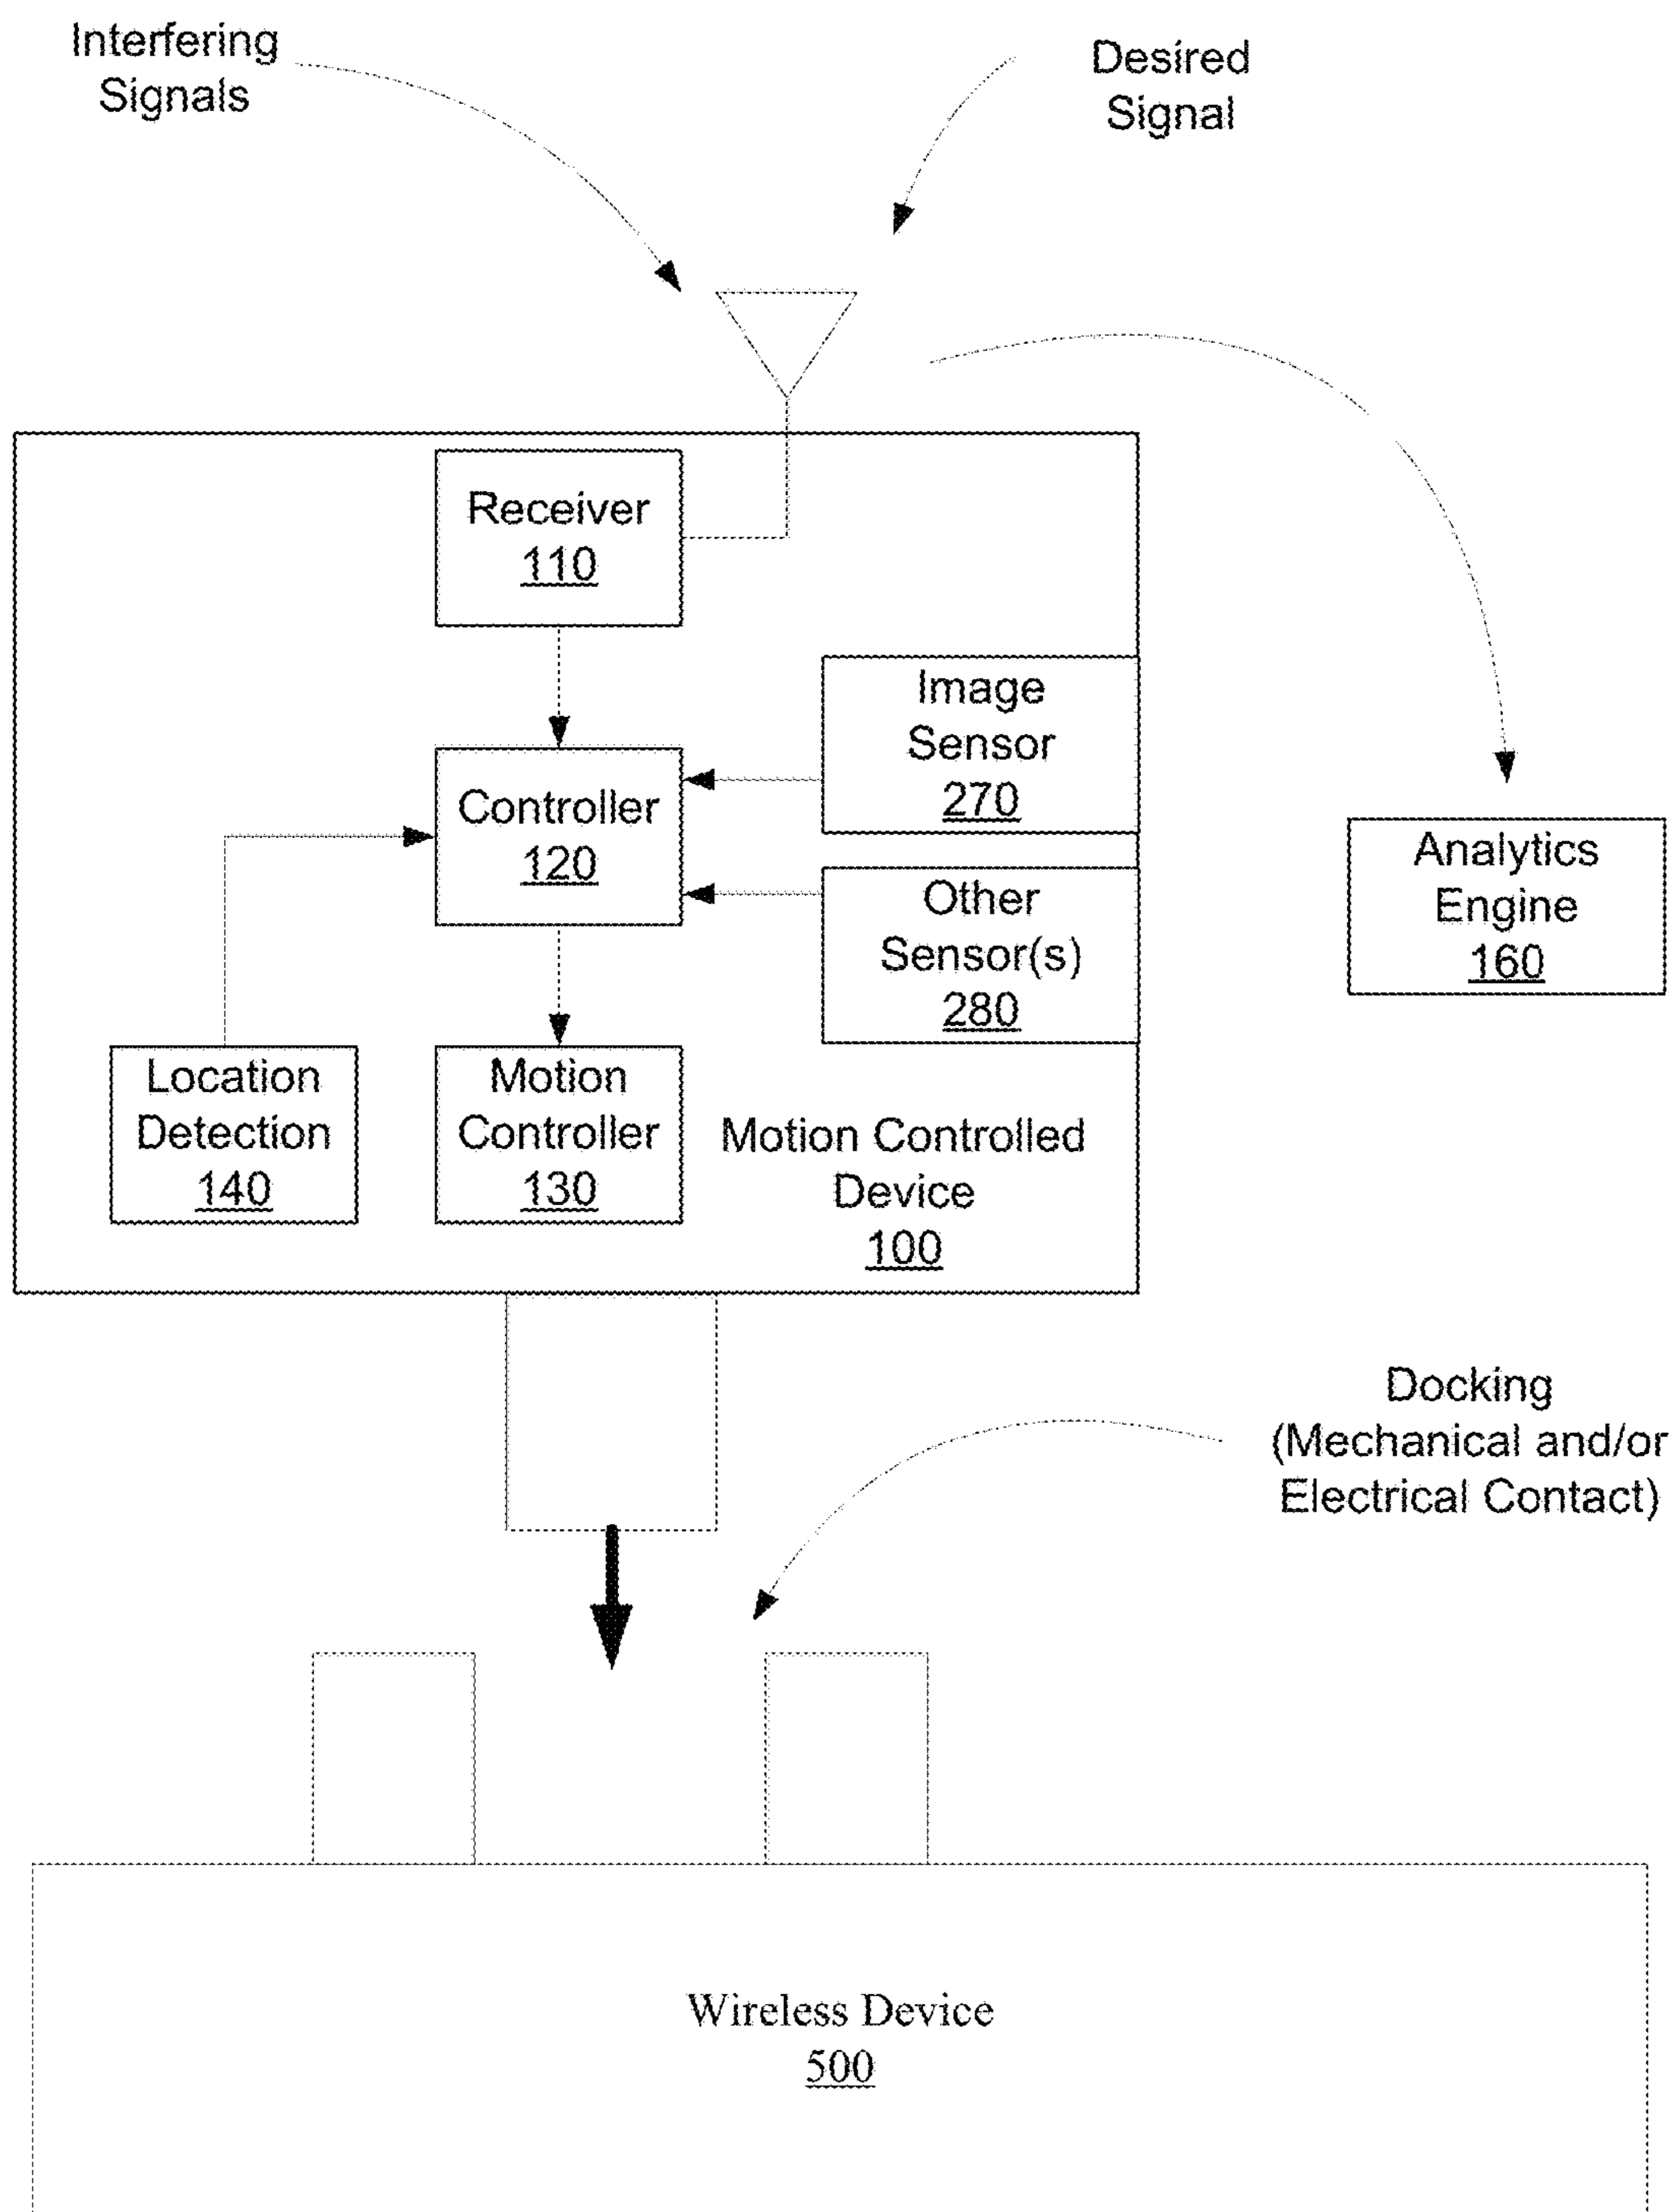 Interfering
Signals
Desired
Signal
Receiver
110
Image
Sensor
270
Controller
120
Other
Sensor(s)
280
Analytics
Engine
160
Location
Detection
140
Motion
Controller
130
Motion Controlled
Device
100
Docking
(Mechanical and/or
Electrical Contact)
Wireless Device
500